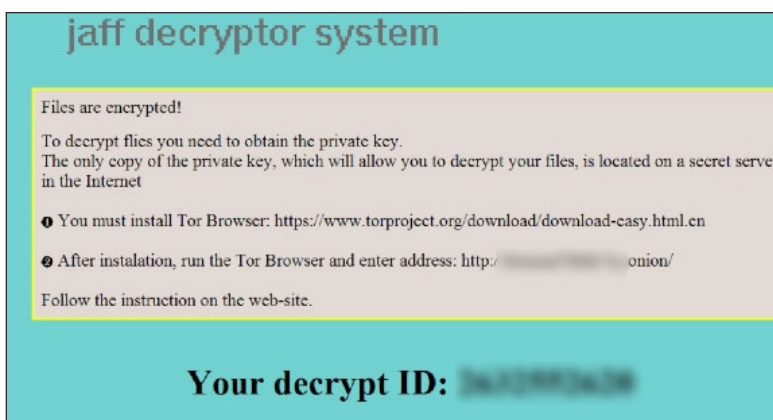 jaff decryptor system
Files are encrypted!
To decrypt flies you need to obtain the private key.
The only copy of the private key, which will allow you to decrypt your files, is located on a secret serve
in the Internet
❶ You must install Tor Browser: https://www.torproject.org/download/download-easy.html.en
❷ After instalation, run the Tor Browser and enter address: http:/ onion/
Follow the instruction on the web-site.
Your decrypt ID: